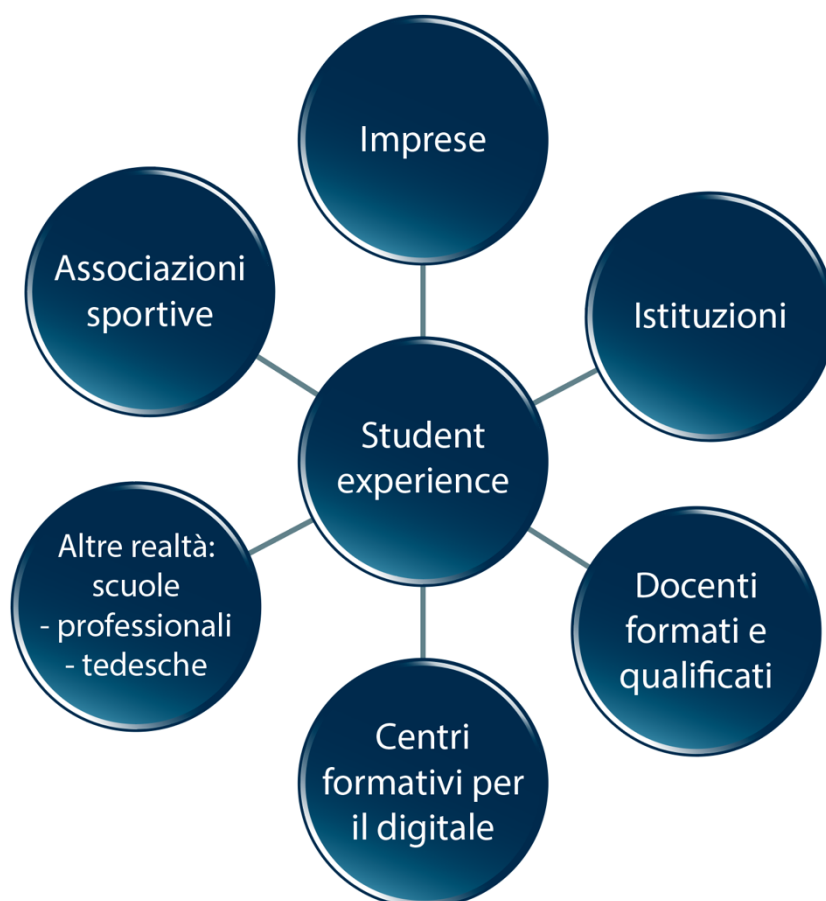 Imprese
Associazioni
sportive
Istituzioni
Student
experience
Altre realtà:
scuole
- professionali
- tedesche
Docenti
formati e
qualificati
Centri
formativi per
il digitale